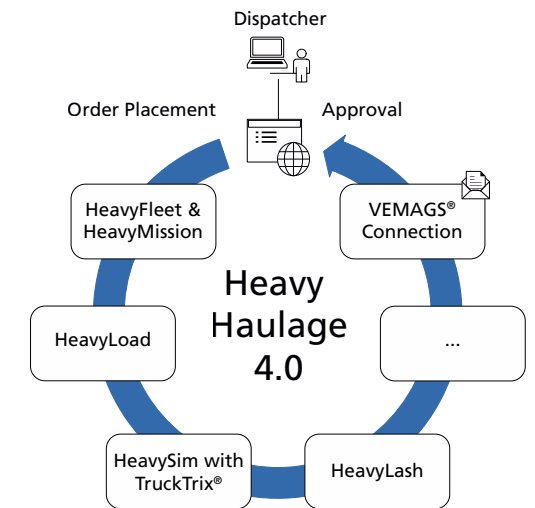 Dispatcher
Order Placement
Approval
HeavyFleet &
HeavyMission
VEMAGS®
Connection
Heavy
Haulage
4.0
HeavyLoad
...
HeavySim with
TruckTrix®
HeavyLash